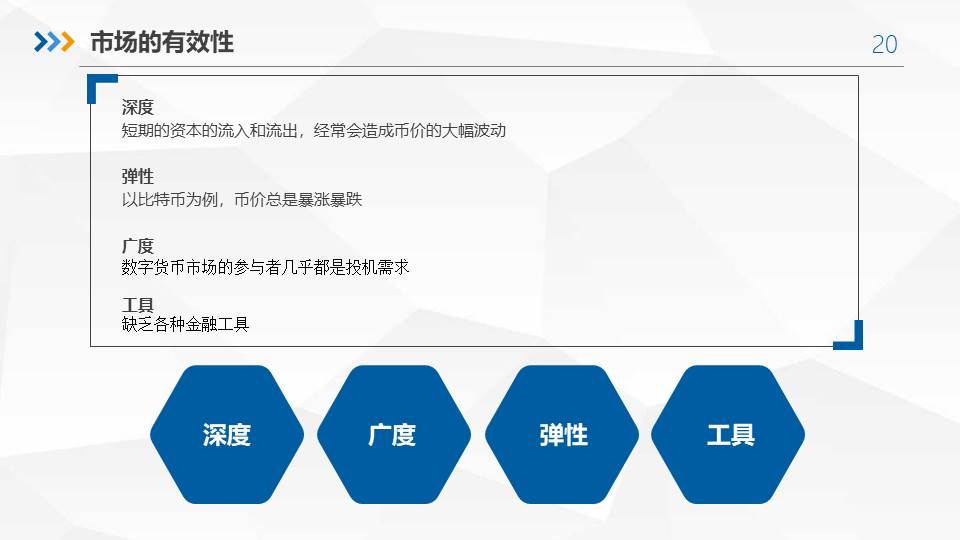 市场的有效性
20
深度
短期的资本的流入和流出，经常会造成币价的大幅波动
弹性
以比特币为例，币价总是暴涨暴跌
广度
数字货币市场的参与者几乎都是投机需求
工具
缺乏各种金融工具
深度
广度
弹性
工具